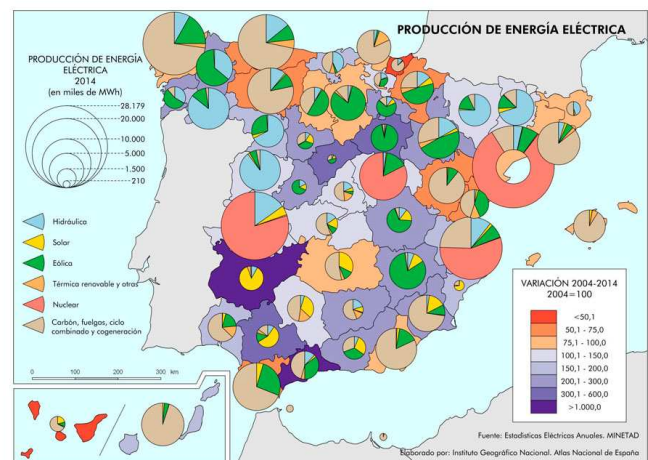 PRODUCCIÓN DE ENERGÍA ELÉCTRICA
PRODUCCIÓN DE ENERGÍA
ELÉCTRICA
2014
(en miles de MWh)
28.179
20.000
10.000
5.000
1.500
210
Hidráulica
Solar
Eólica
Térmica renovable y otras
Nuclear
Carbón, fuelgas, ciclo
combinado y cogeneración
0 100 200 300 km
VARIACIÓN 2004-2014
2004=100
<50,1
50,1 - 75,0
75,1 - 100,0
100,1 - 150,0
150,1 - 200,0
200,1 - 300,0
300,1 - 600,0
>1.000,0
Fuente: Estadísticas Eléctricas Anuales. MINETAD
Elaborado por: Instituto Geográfico Nacional. Atlas Nacional de España